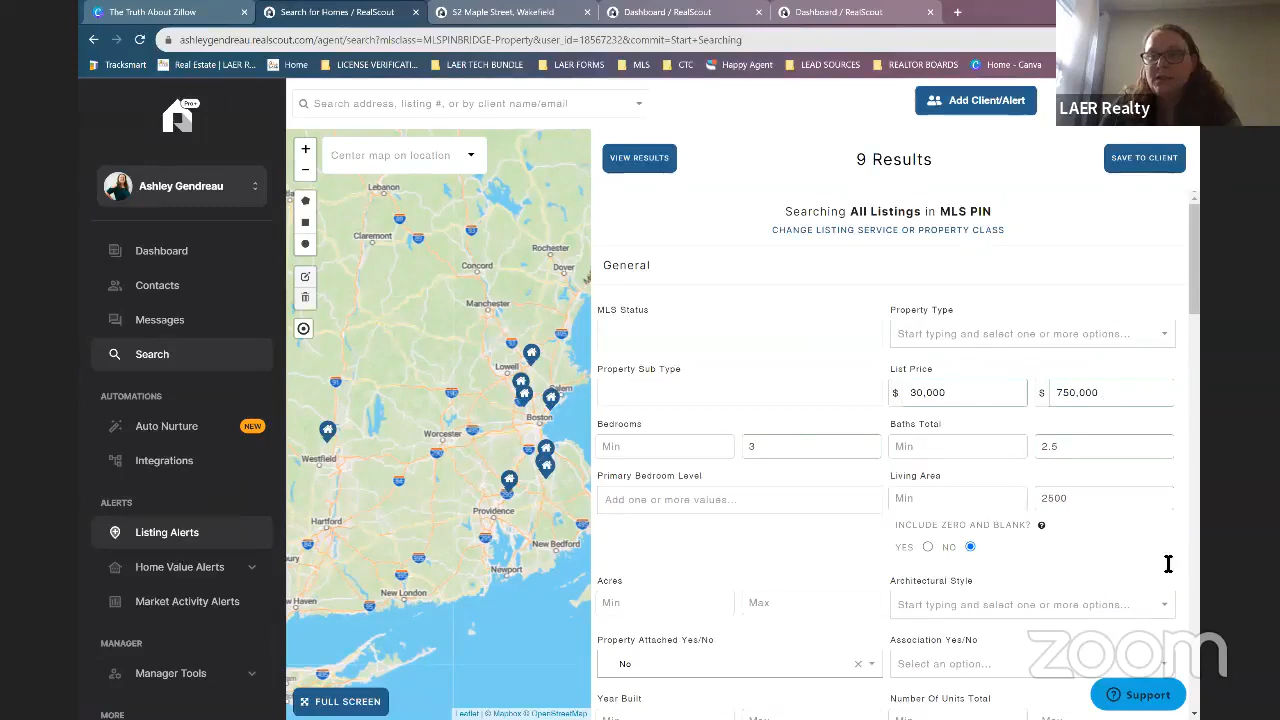 The Truth About Zillow
Search for Homes / RealScout
52 Maple Street, Wakefield
Dashboard / RealScout
Dashboard / RealScout
ashleygendreau.realscout.com/agent/search?mlsclass=MLSPINBRIDGE-Property&user_id=18567232&commit=Start+Searching
Tracksmart
Real Estate | LAER R...
Home
LICENSE VERIFICATI...
LAER TECH BUNDLE
LAER FORMS
MLS
CTC
Happy Agent
LEAD SOURCES
REALTOR BOARDS
Home - Canva
LAER Realty
Pro+
Search address, listing #, or by client name/email
Add Client/Alert
Ashley Gendreau
Dashboard
Contacts
Messages
Search
AUTOMATIONS
Auto Nurture
NEW
Integrations
ALERTS
Listing Alerts
Home Value Alerts
Market Activity Alerts
MANAGER
Manager Tools
MORE
+
−
Center map on location
Lebanon
Claremont
Rochester
Concord
Dover
Manchester
Lowell
Salem
Boston
Worcester
Westfield
Hartford
Providence
New Bedford
Newport
New London
w Haven
FULL SCREEN
Leaflet | © Mapbox © OpenStreetMap
VIEW RESULTS
9 Results
SAVE TO CLIENT
Searching All Listings in MLS PIN
CHANGE LISTING SERVICE OR PROPERTY CLASS
General
MLS Status
Property Type
Start typing and select one or more options...
Property Sub Type
List Price
$ 30,000
$ 750,000
Bedrooms
Min
3
Baths Total
Min
2.5
Primary Bedroom Level
Add one or more values...
Living Area
Min
2500
INCLUDE ZERO AND BLANK?
YES
NO
Acres
Min
Max
Architectural Style
Start typing and select one or more options...
Property Attached Yes/No
No
Association Yes/No
Select an option...
zoom
Year Built
Number Of Units Total
Support